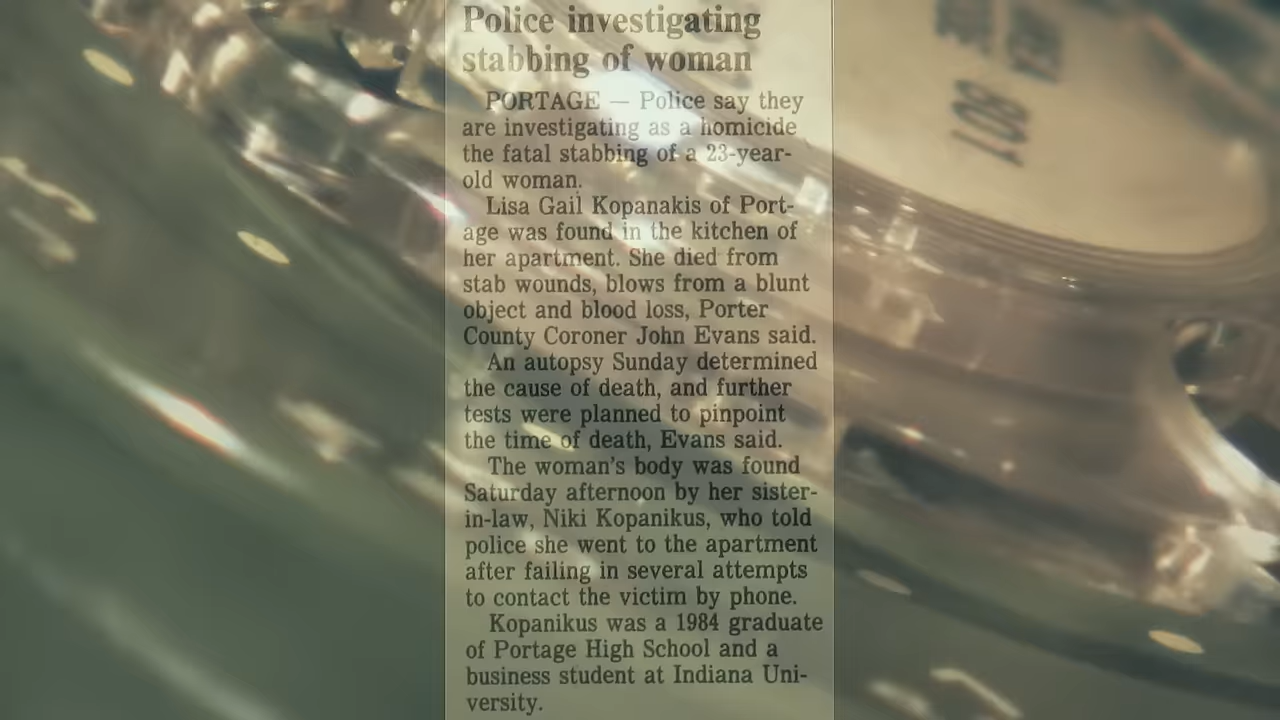 Police investigating
stabbing of woman
PORTAGE — Police say they
are investigating as a homicide
the fatal stabbing of a 23-year-
old woman.
Lisa Gail Kopanakis of Port-
age was found in the kitchen of
her apartment. She died from
stab wounds, blows from a blunt
object and blood loss, Porter
County Coroner John Evans said.
An autopsy Sunday determined
the cause of death, and further
tests were planned to pinpoint
the time of death, Evans said.
The woman's body was found
Saturday afternoon by her sister-
in-law, Niki Kopanikus, who told
police she went to the apartment
after failing in several attempts
to contact the victim by phone.
Kopanikus was a 1984 graduate
of Portage High School and a
business student at Indiana Uni-
versity.